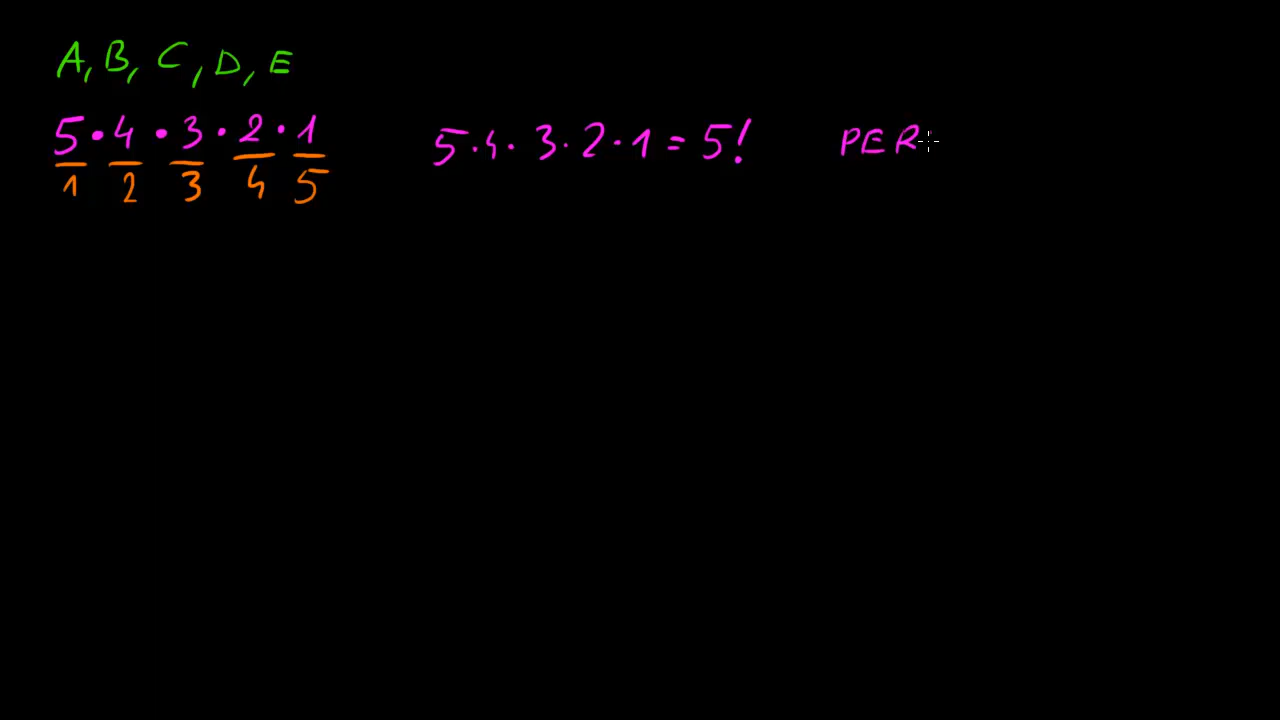 A, B, C, D, E
5 · 4 · 3 · 2 · 1 5 · 4 · 3 · 2 · 1 = 5! PER
1 2 3 4 5